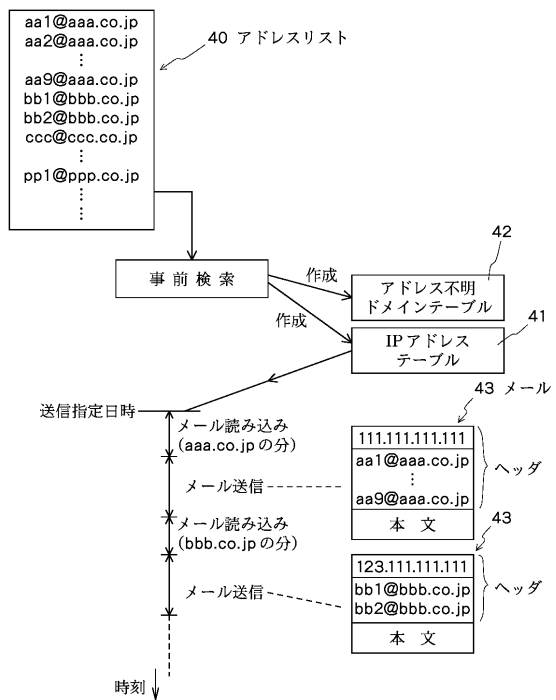 aa1@aaa.co.jp
aa2@aaa.co.jp
⋮
aa9@aaa.co.jp
bb1@bbb.co.jp
bb2@bbb.co.jp
ccc@ccc.co.jp
⋮
pp1@ppp.co.jp
⋮
⋮
40 アドレスリスト
事前検索
作成
作成
42
アドレス不明
ドメインテーブル
41
IPアドレス
テーブル
送信指定日時
メール読み込み
(aaa.co.jpの分)
メール送信
メール読み込み
(bbb.co.jpの分)
メール送信
時刻
43 メール
111.111.111.111
aa1@aaa.co.jp
⋮
aa9@aaa.co.jp
本文
ヘッダ
43
123.111.111.111
bb1@bbb.co.jp
bb2@bbb.co.jp
本文
ヘッダ